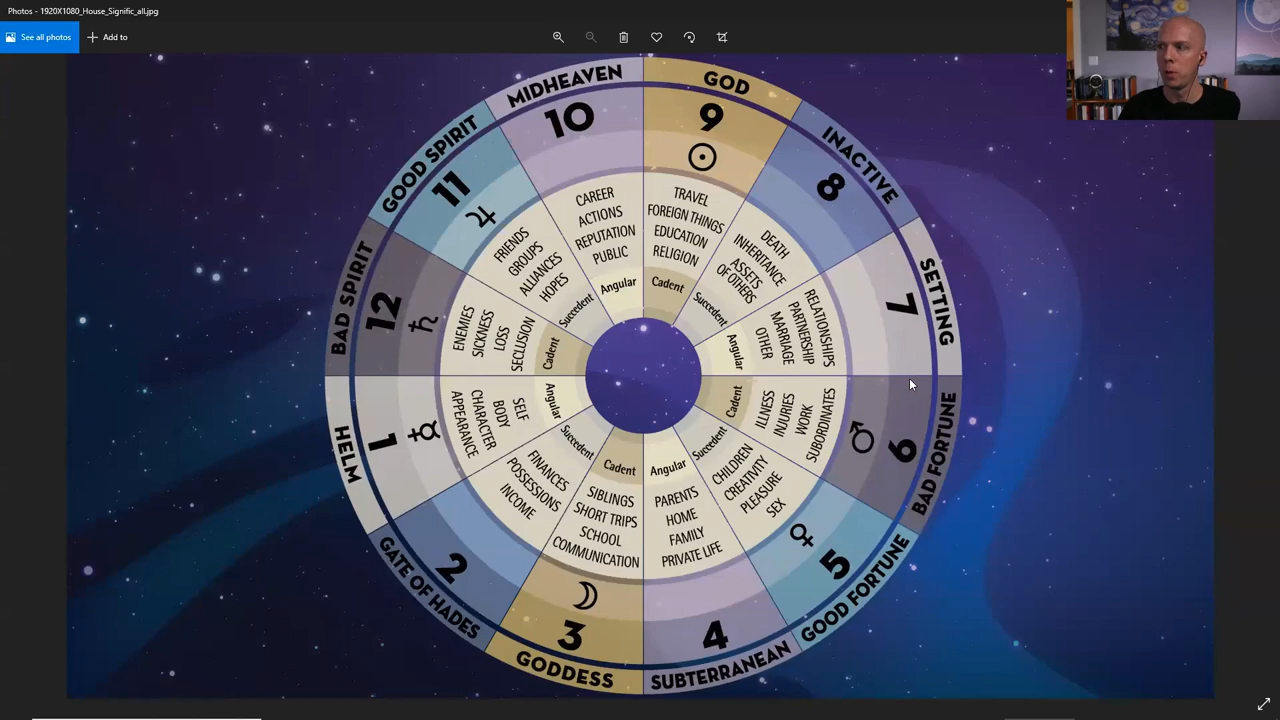 Photos - 1920X1080_House_Signific_all.jpg
See all photos
Add to
MIDHEAVEN
10
CAREER
ACTIONS
REPUTATION
PUBLIC
Angular
GOD
9
TRAVEL
FOREIGN THINGS
EDUCATION
RELIGION
Cadent
INACTIVE
8
DEATH
INHERITANCE
ASSETS
OF OTHERS
Succedent
SETTING
7
RELATIONSHIPS
PARTNERSHIP
MARRIAGE
OTHER
Angular
BAD FORTUNE
6
ILLNESS
INJURIES
WORK
SUBORDINATES
Cadent
GOOD FORTUNE
5
CHILDREN
CREATIVITY
PLEASURE
SEX
Succedent
SUBTERRANEAN
4
Angular
PARENTS
HOME
FAMILY
PRIVATE LIFE
GODDESS
3
Cadent
SIBLINGS
SHORT TRIPS
SCHOOL
COMMUNICATION
GATE OF HADES
2
Succedent
FINANCES
POSSESSIONS
INCOME
HELM
1
Angular
SELF
BODY
CHARACTER
APPEARANCE
BAD SPIRIT
12
ENEMIES
SICKNESS
LOSS
SECLUSION
Cadent
GOOD SPIRIT
11
FRIENDS
GROUPS
ALLIANCES
HOPES
Succedent